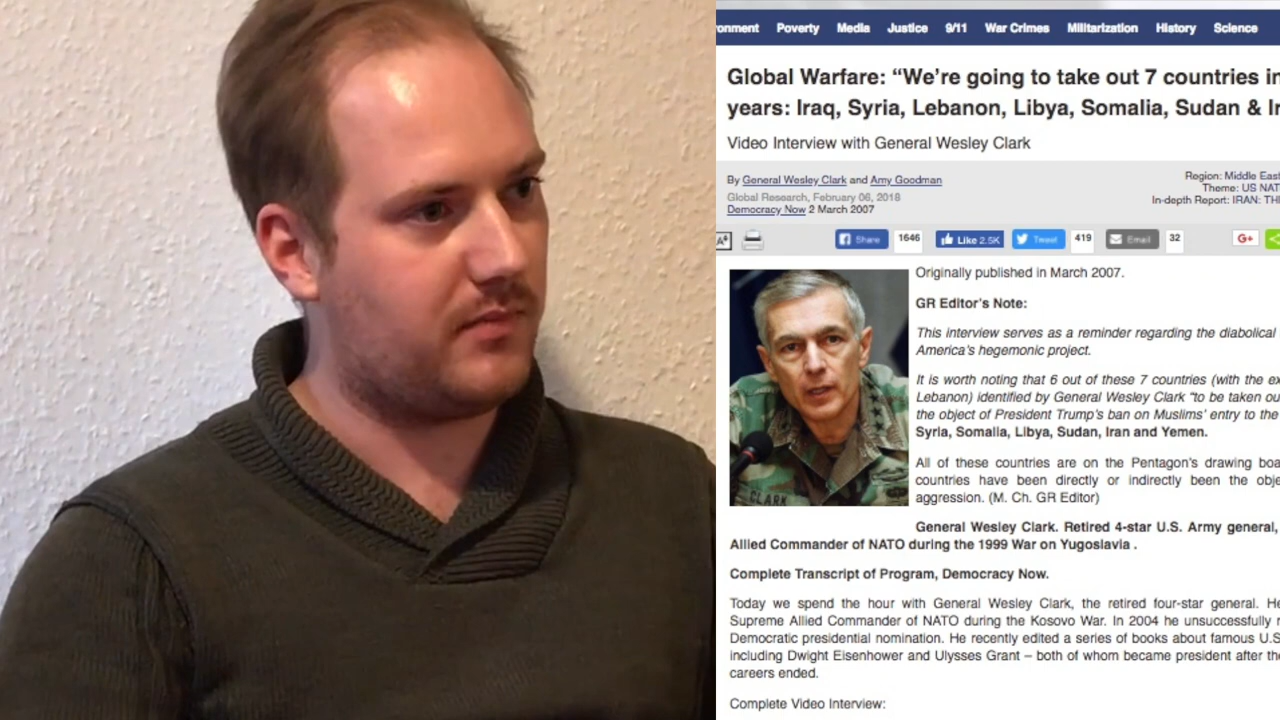 ronment Poverty Media Justice 9/11 War Crimes Militarization History Science
Global Warfare: “We’re going to take out 7 countries in
years: Iraq, Syria, Lebanon, Libya, Somalia, Sudan & Ir
Video Interview with General Wesley Clark
By General Wesley Clark and Amy Goodman
Global Research, February 06, 2018
Democracy Now 2 March 2007
Region: Middle East
Theme: US NAT
In-depth Report: IRAN: TH
Share 1646 Like 2.5K Tweet 419 Email 32 G+
Originally published in March 2007.
GR Editor’s Note:
This interview serves as a reminder regarding the diabolical
America’s hegemonic project.
It is worth noting that 6 out of these 7 countries (with the ex
Lebanon) identified by General Wesley Clark “to be taken ou
the object of President Trump’s ban on Muslims’ entry to the
Syria, Somalia, Libya, Sudan, Iran and Yemen.
All of these countries are on the Pentagon’s drawing boa
countries have been directly or indirectly been the obje
aggression. (M. Ch. GR Editor)
CLARK
General Wesley Clark. Retired 4-star U.S. Army general,
Allied Commander of NATO during the 1999 War on Yugoslavia .
Complete Transcript of Program, Democracy Now.
Today we spend the hour with General Wesley Clark, the retired four-star general. He
Supreme Allied Commander of NATO during the Kosovo War. In 2004 he unsuccessfully r
Democratic presidential nomination. He recently edited a series of books about famous U.S
including Dwight Eisenhower and Ulysses Grant – both of whom became president after the
careers ended.
Complete Video Interview: